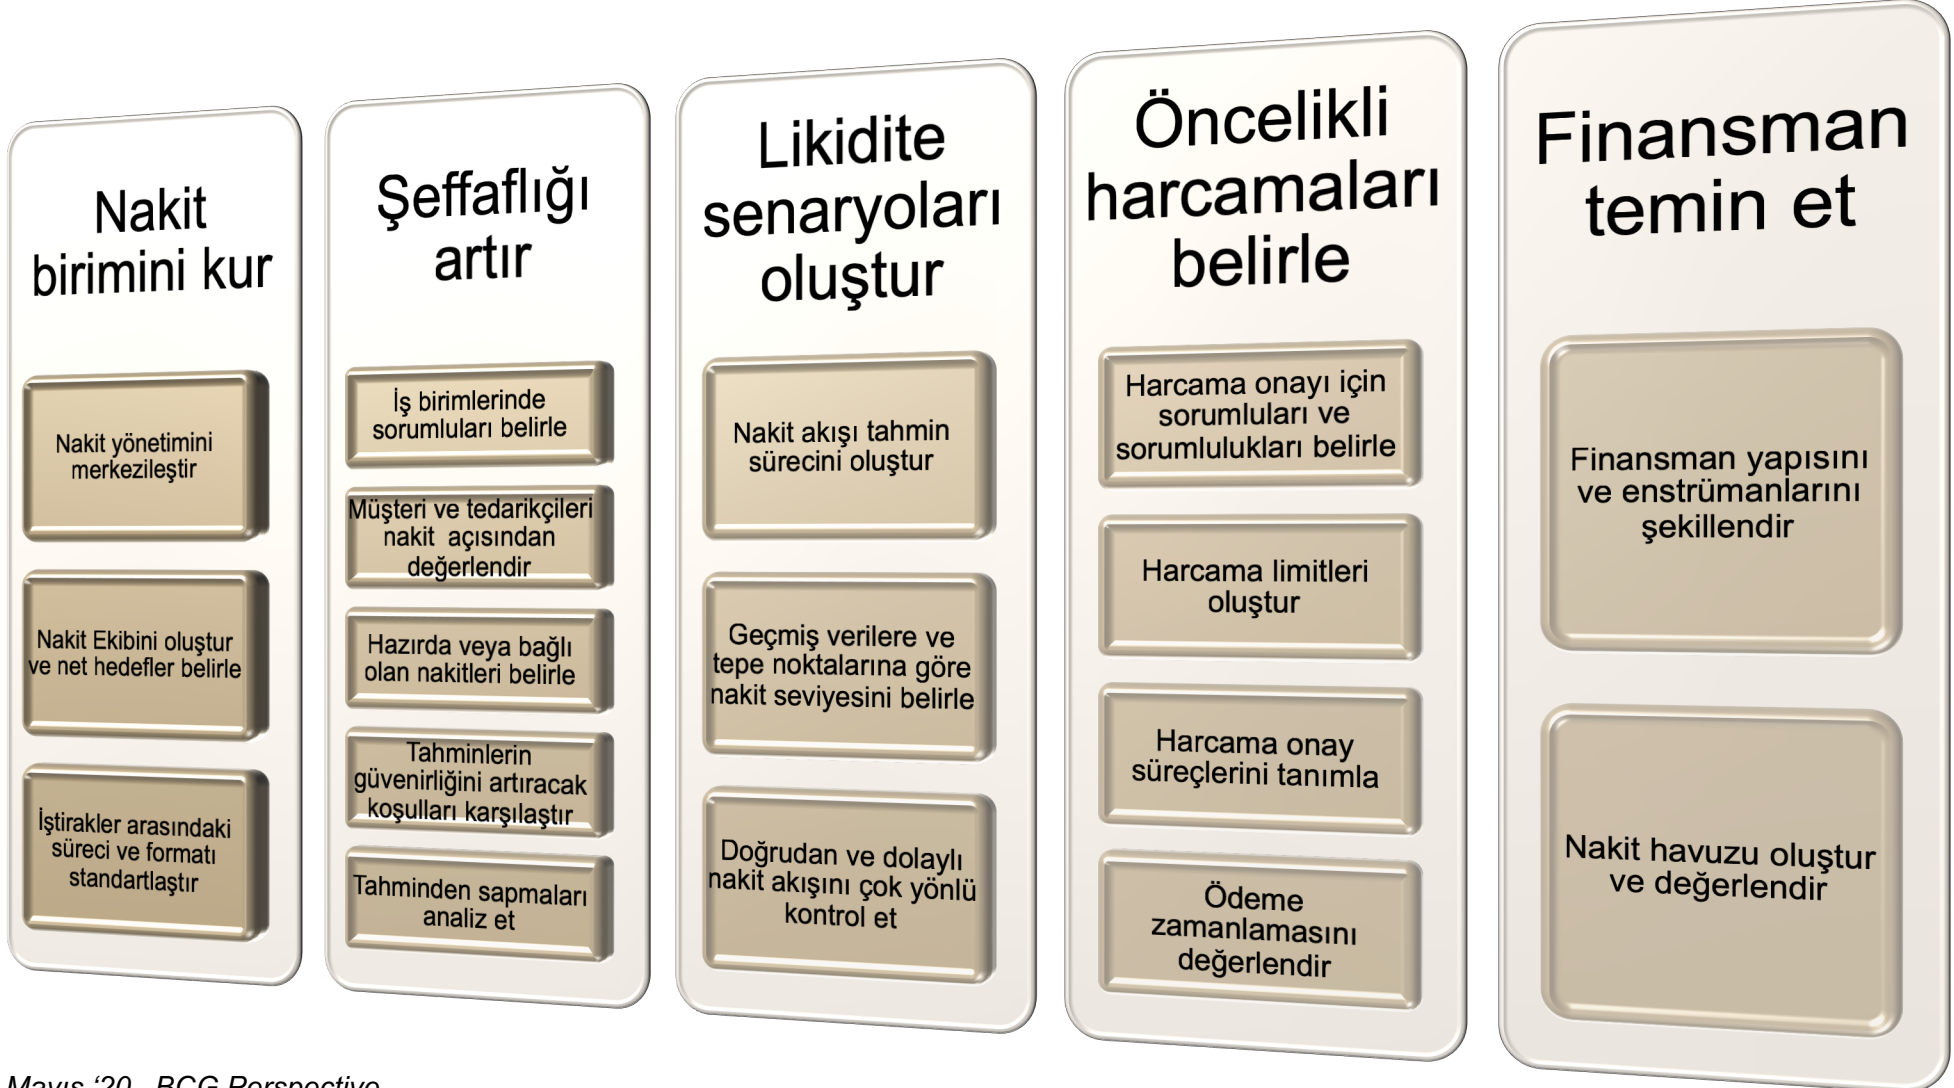 Nakit
birimini kur
Nakit yönetimini
merkezileştir
Nakit Ekibini oluştur
ve net hedefler belirle
İştirakler arasındaki
süreci ve formatı
standartlaştır
Şeffaflığı
artır
İş birimlerinde
sorumluları belirle
Müşteri ve tedarikçileri
nakit açısından
değerlendir
Hazırda veya bağlı
olan nakitleri belirle
Tahminlerin
güvenirliğini artıracak
koşulları karşılaştır
Tahminden sapmaları
analiz et
Likidite
senaryoları
oluştur
Nakit akışı tahmin
sürecini oluştur
Geçmiş verilere ve
tepe noktalarına göre
nakit seviyesini belirle
Doğrudan ve dolaylı
nakit akışını çok yönlü
kontrol et
Öncelikli
harcamaları
belirle
Harcama onayı için
sorumluları ve
sorumlulukları belirle
Harcama limitleri
oluştur
Harcama onay
süreçlerini tanımla
Ödeme
zamanlamasını
değerlendir
Finansman
temin et
Finansman yapısını
ve enstrümanlarını
şekillendir
Nakit havuzu oluştur
ve değerlendir
Mayıs ‘20 BCG Perspective